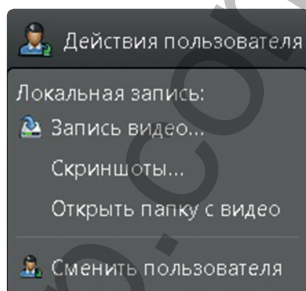 Действия пользователя
Локальная запись:
Запись видео...
Скриншоты...
Открыть папку с видео
Сменить пользователя